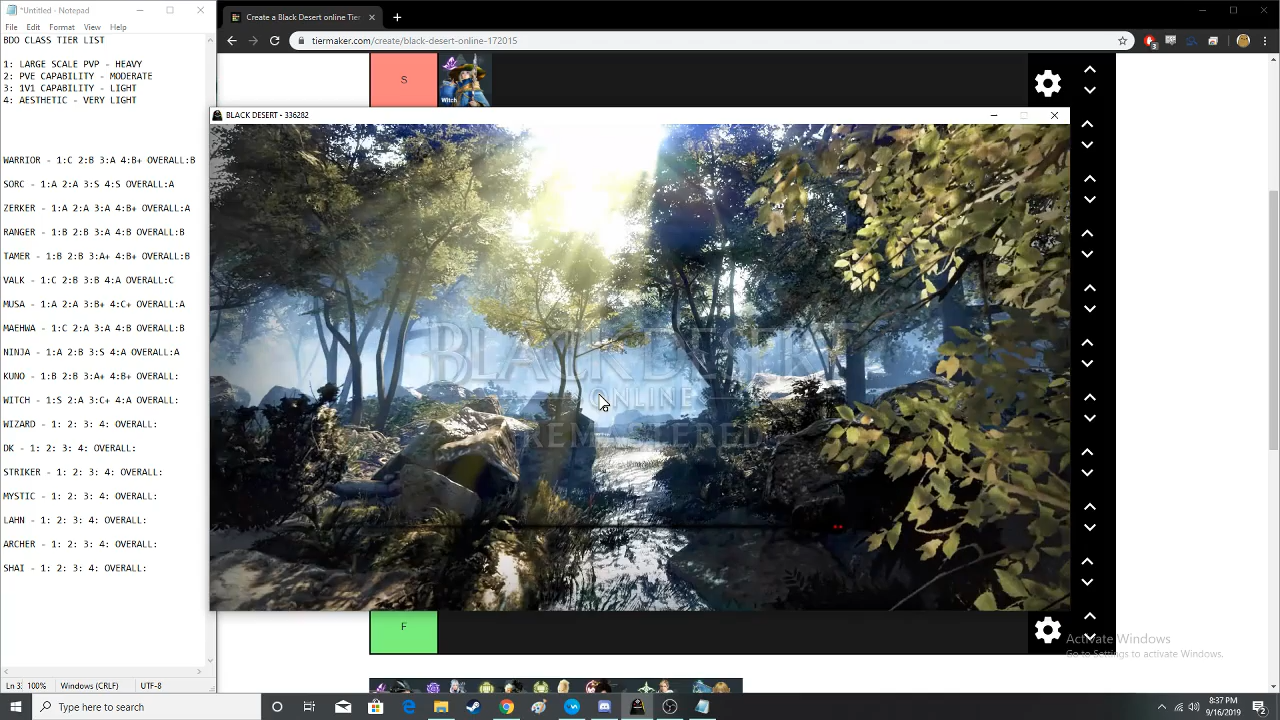 *Untitled - Notepad
File Edit Format View Help
BDO CLASS TIER LIST
1: LARGE SCALE PVP - HEAVY
2: PVE CAPABILITY - MODERATE
3: 1V1 CAPABILITY - LIGHT
4: AESTHETIC - VERY LIGHT
WARRIOR - 1:C 2:B 3:A 4:B+ OVERALL:B
SORC - 1:A 2:A 3:S 4:S OVERALL:A
ZERKER - 1:A 2:A 3:A 4:A OVERALL:A
RANGER - 1:B 2:B 3:A 4:B OVERALL:B
TAMER - 1:B 2:B 3:A+ 4:B+ OVERALL:B
VALK - 1:C 2:B 3:A 4:A OVERALL:B
MUSA - 1:A 2:A 3:B+ 4:C+ OVERALL:A
MAEHWA - 1:C 2:A 3:A 4:B OVERALL:B
NINJA - 1:A 2:B 3:S 4:A OVERALL:A
KUNO - 1:B 2:B 3:A+ 4:B+ OVERALL:
WITCH - 1:S 2:A 3:A 4:A OVERALL:
WIZARD - 1: 2: 3: 4: OVERALL:
DK - 1: 2: 3: 4: OVERALL:
STRIKER - 1: 2: 3: 4: OVERALL:
MYSTIC - 1: 2: 3: 4: OVERALL:
LAHN - 1: 2: 3: 4: OVERALL:
ARCHER - 1: 2: 3: 4: OVERALL:
SHAI - 1: 2: 3: 4: OVERALL:
Ln 1, 100% Windows (CRLF) UTF-8
Create a Black Desert online Tier
tiermaker.com/create/black-desert-online-172015
3
S
Witch
BLACK DESERT - 336282
BLACK DESERT
ONLINE
REMASTERED
F
Activate Windows
Go to Settings to activate Windows.
Type here to search
8:37 PM
9/16/2019
2